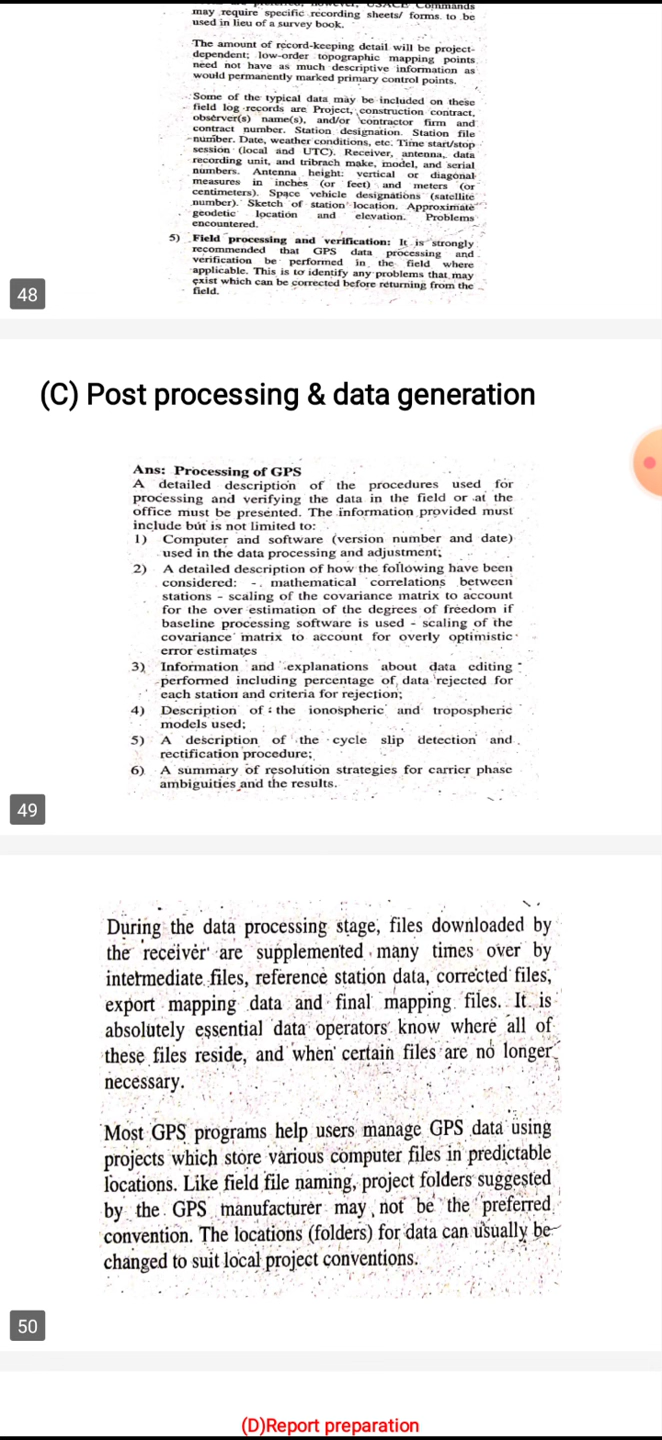 may require specific recording sheets/ forms to be
used in lieu of a survey book.
The amount of record-keeping detail will be project-
dependent; low-order topographic mapping points
need not have as much descriptive information as
would permanently marked primary control points.
Some of the typical data may be included on these
field log records are Project, construction contract,
observer(s) name(s), and/or contractor firm and
contract number. Station designation. Station file
number. Date, weather conditions, etc. Time start/stop
session (local and UTC). Receiver, antenna, data
recording unit, and tribrach make, model, and serial
numbers. Antenna height: vertical or diagonal
measures in inches (or feet) and meters (or
centimeters). Space vehicle designations (satellite
number). Sketch of station location. Approximate
geodetic location and elevation. Problems
encountered.
5) Field processing and verification: It is strongly
recommended that GPS data processing and
verification be performed in the field where
applicable. This is to identify any problems that may
exist which can be corrected before returning from the
field.
48
(C) Post processing & data generation
Ans: Processing of GPS
A detailed description of the procedures used for
processing and verifying the data in the field or at the
office must be presented. The information provided must
include but is not limited to:
1) Computer and software (version number and date)
used in the data processing and adjustment;
2) A detailed description of how the following have been
considered: - mathematical correlations between
stations - scaling of the covariance matrix to account
for the over estimation of the degrees of freedom if
baseline processing software is used - scaling of the
covariance matrix to account for overly optimistic
error estimates
3) Information and explanations about data editing
performed including percentage of data rejected for
each station and criteria for rejection;
4) Description of the ionospheric and tropospheric
models used;
5) A description of the cycle slip detection and
rectification procedure;
6) A summary of resolution strategies for carrier phase
ambiguities and the results.
49
During the data processing stage, files downloaded by
the receiver are supplemented many times over by
intermediate files, reference station data, corrected files,
export mapping data and final mapping files. It is
absolutely essential data operators know where all of
these files reside, and when certain files are no longer
necessary.
Most GPS programs help users manage GPS data using
projects which store various computer files in predictable
locations. Like field file naming, project folders suggested
by the GPS manufacturer may not be the preferred
convention. The locations (folders) for data can usually be
changed to suit local project conventions.
50
(D)Report preparation